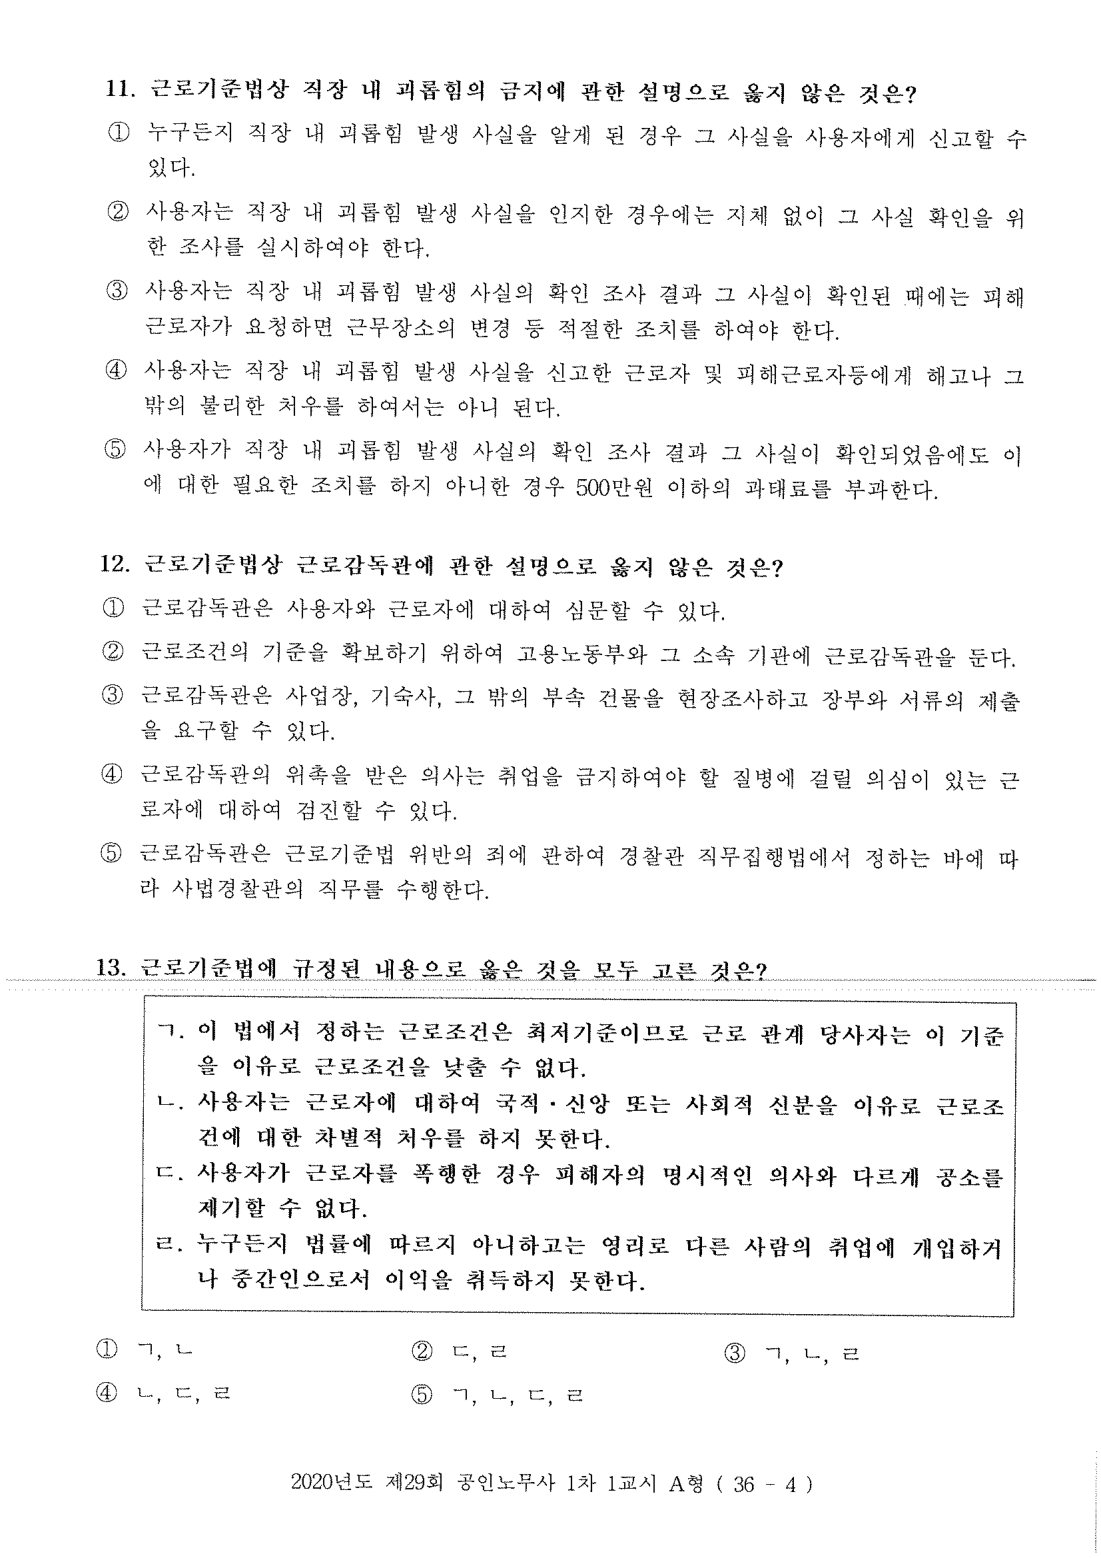 11. 근로기준법상 직장 내 괴롭힘의 금지에 관한 설명으로 옳지 않은 것은?
① 누구든지 직장 내 괴롭힘 발생 사실을 알게 된 경우 그 사실을 사용자에게 신고할 수
있다.
② 사용자는 직장 내 괴롭힘 발생 사실을 인지한 경우에는 지체 없이 그 사실 확인을 위
한 조사를 실시하여야 한다.
③ 사용자는 직장 내 괴롭힘 발생 사실의 확인 조사 결과 그 사실이 확인된 때에는 피해
근로자가 요청하면 근무장소의 변경 등 적절한 조치를 하여야 한다.
④ 사용자는 직장 내 괴롭힘 발생 사실을 신고한 근로자 및 피해근로자등에게 해고나 그
밖의 불리한 처우를 하여서는 아니 된다.
⑤ 사용자가 직장 내 괴롭힘 발생 사실의 확인 조사 결과 그 사실이 확인되었음에도 이
에 대한 필요한 조치를 하지 아니한 경우 500만원 이하의 과태료를 부과한다.
12. 근로기준법상 근로감독관에 관한 설명으로 옳지 않은 것은?
① 근로감독관은 사용자와 근로자에 대하여 심문할 수 있다.
② 근로조건의 기준을 확보하기 위하여 고용노동부와 그 소속 기관에 근로감독관을 둔다.
③ 근로감독관은 사업장, 기숙사, 그 밖의 부속 건물을 현장조사하고 장부와 서류의 제출
을 요구할 수 있다.
④ 근로감독관의 위촉을 받은 의사는 취업을 금지하여야 할 질병에 걸릴 의심이 있는 근
로자에 대하여 검진할 수 있다.
⑤ 근로감독관은 근로기준법 위반의 죄에 관하여 경찰관 직무집행법에서 정하는 바에 따
라 사법경찰관의 직무를 수행한다.
13. 근로기준법에 규정된 내용으로 옳은 것을 모두 고른 것은?
ㄱ. 이 법에서 정하는 근로조건은 최저기준이므로 근로 관계 당사자는 이 기준
을 이유로 근로조건을 낮출 수 없다.
ㄴ. 사용자는 근로자에 대하여 국적·신앙 또는 사회적 신분을 이유로 근로조
건에 대한 차별적 처우를 하지 못한다.
ㄷ. 사용자가 근로자를 폭행한 경우 피해자의 명시적인 의사와 다르게 공소를
제기할 수 없다.
ㄹ. 누구든지 법률에 따르지 아니하고는 영리로 다른 사람의 취업에 개입하거
나 중간인으로서 이익을 취득하지 못한다.
① ㄱ, ㄴ ② ㄷ, ㄹ ③ ㄱ, ㄴ, ㄹ
④ ㄴ, ㄷ, ㄹ ⑤ ㄱ, ㄴ, ㄷ, ㄹ
2020년도 제29회 공인노무사 1차 1교시 A형 ( 36 - 4 )